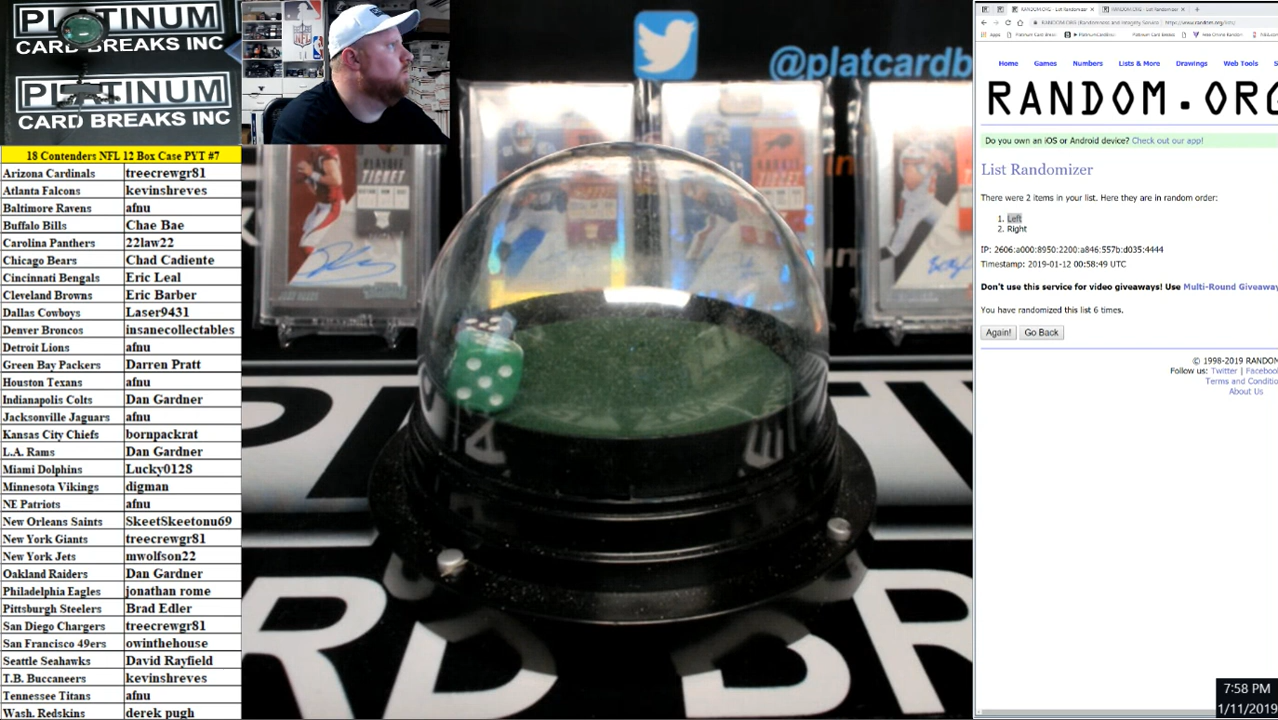 PLATINUM
CARD BREAKS INC
PLATINUM
CARD BREAKS INC
NFL
18 Contenders NFL 12 Box Case PYT #7
Arizona Cardinals treecrewgr81
Atlanta Falcons kevinshreves
Baltimore Ravens afnu
Buffalo Bills Chae Bae
Carolina Panthers 22law22
Chicago Bears Chad Cadiente
Cincinnati Bengals Eric Leal
Cleveland Browns Eric Barber
Dallas Cowboys Laser9431
Denver Broncos insanecollectables
Detroit Lions afnu
Green Bay Packers Darren Pratt
Houston Texans afnu
Indianapolis Colts Dan Gardner
Jacksonville Jaguars afnu
Kansas City Chiefs bornpackrat
L.A. Rams Dan Gardner
Miami Dolphins Lucky0128
Minnesota Vikings digman
NE Patriots afnu
New Orleans Saints SkeetSkeetonu69
New York Giants treecrewgr81
New York Jets mwolfson22
Oakland Raiders Dan Gardner
Philadelphia Eagles jonathan rome
Pittsburgh Steelers Brad Edler
San Diego Chargers treecrewgr81
San Francisco 49ers owinthehouse
Seattle Seahawks David Rayfield
T.B. Buccaneers kevinshreves
Tennessee Titans afnu
Wash. Redskins derek pugh
@platcardb
PLAYOFF
TICKET
RD BR
Home Games Numbers Lists & More Drawings Web Tools S
RANDOM.ORG
Do you own an iOS or Android device? Check out our app!
List Randomizer
There were 2 items in your list. Here they are in random order:
1. Left
2. Right
IP: 2606:a000:8950:2200:a846:557b:d035:4444
Timestamp: 2019-01-12 00:58:49 UTC
Don't use this service for video giveaways! Use Multi-Round Giveaway
You have randomized this list 6 times.
Again! Go Back
© 1998-2019 RANDOM
Follow us: Twitter | Facebook
Terms and Conditio
About Us
7:58 PM
1/11/2019